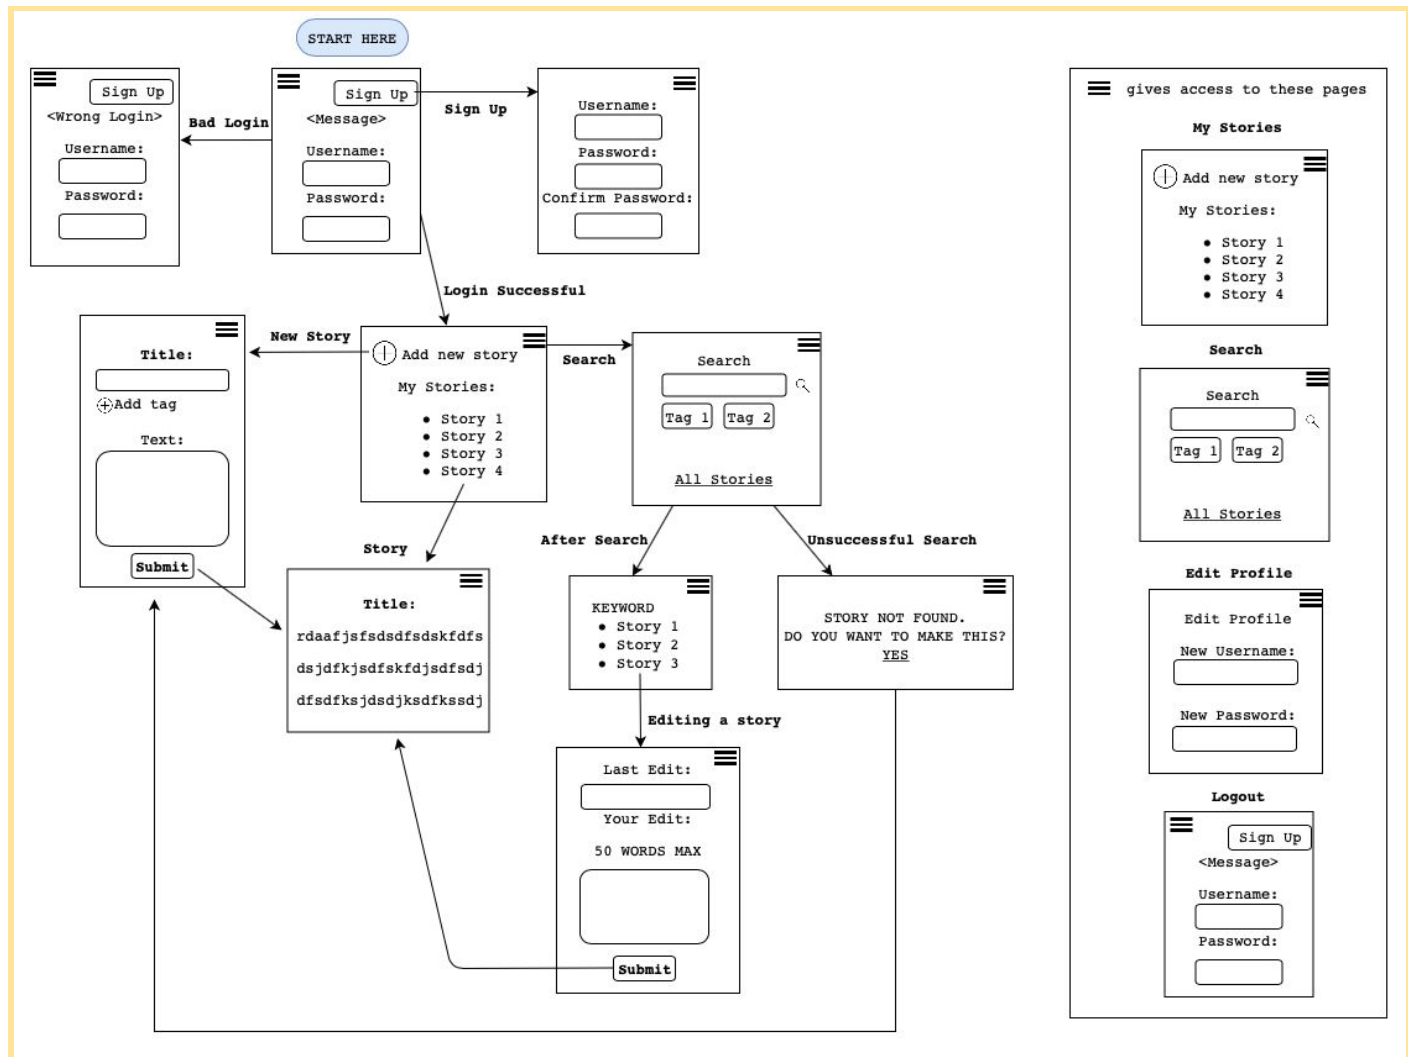 START HERE
Sign Up
<Wrong Login>
Username:
Password:
Bad Login
Sign Up
<Message>
Username:
Password:
Sign Up
Username:
Password:
Confirm Password:
Login Successful
New Story
Title:
Add tag
Text:
Submit
Add new story
My Stories:
• Story 1
• Story 2
• Story 3
• Story 4
Search
Search
Tag 1 Tag 2
All Stories
Story
Title:
rdaafjsfsdsdfsdskfdfs
dsjdfkjsdfskfdjsdfsdj
dfsdfksjdsdjksdfkssdj
After Search
Unsuccessful Search
KEYWORD
• Story 1
• Story 2
• Story 3
STORY NOT FOUND.
DO YOU WANT TO MAKE THIS?
YES
Editing a story
Last Edit:
Your Edit:
50 WORDS MAX
Submit
gives access to these pages
My Stories
Add new story
My Stories:
• Story 1
• Story 2
• Story 3
• Story 4
Search
Search
Tag 1 Tag 2
All Stories
Edit Profile
Edit Profile
New Username:
New Password:
Logout
Sign Up
<Message>
Username:
Password: